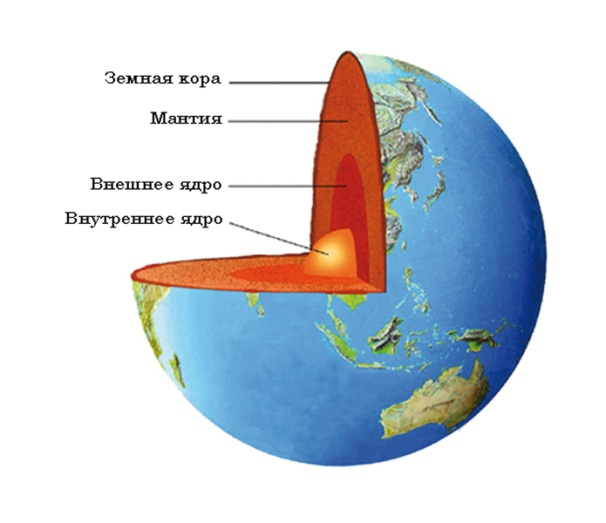 Земная кора
Мантия
Внешнее ядро
Внутреннее ядро